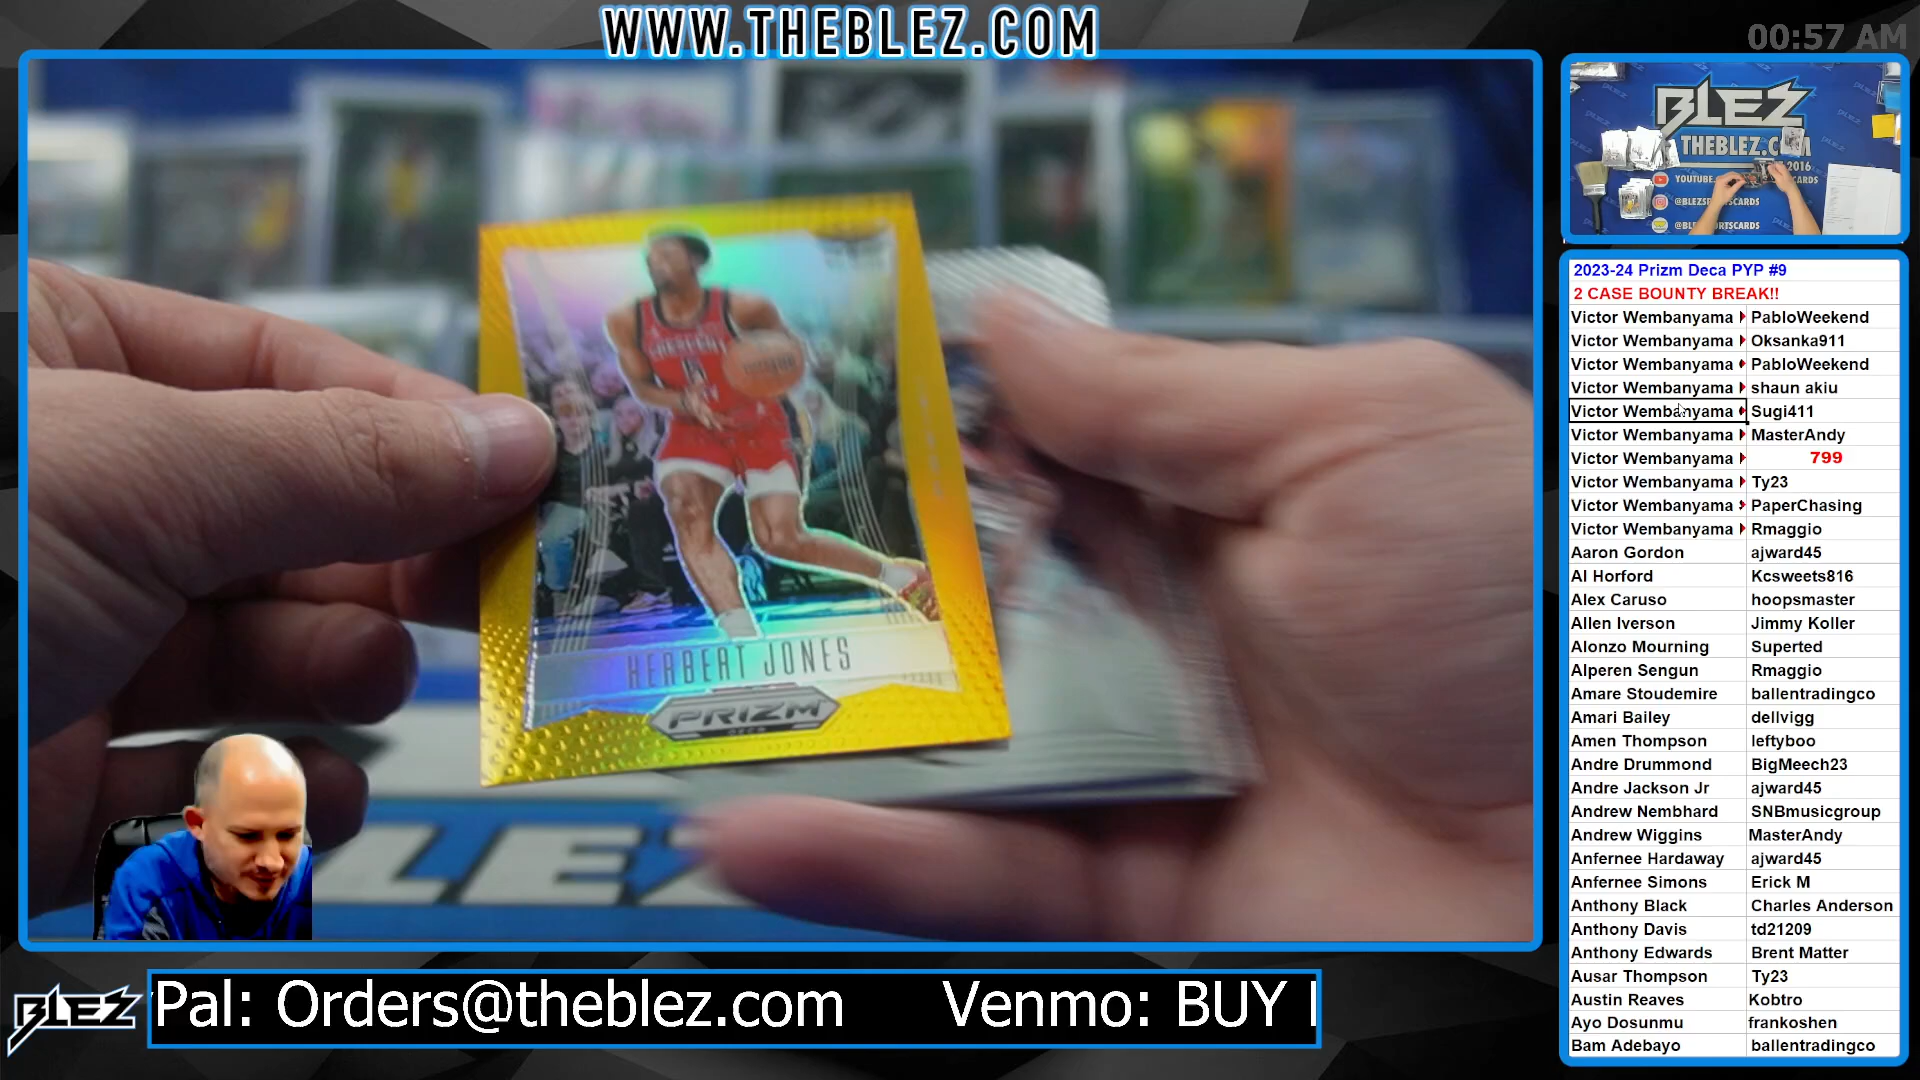 WWW.THEBLEZ.COM
00:57 AM
BLEZ
THEBLEZ.COM
2016
YOUTUBE.
CARDS
@BLEZSPORTSCARDS
@BLEZSPORTSCARDS
HERBERT JONES
PRIZM
DECA
2023-24 Prizm Deca PYP #9
2 CASE BOUNTY BREAK!!
Victor Wembanyama PabloWeekend
Victor Wembanyama Oksanka911
Victor Wembanyama PabloWeekend
Victor Wembanyama shaun akiu
Victor Wembanyama Sugi411
Victor Wembanyama MasterAndy
Victor Wembanyama 799
Victor Wembanyama Ty23
Victor Wembanyama PaperChasing
Victor Wembanyama Rmaggio
Aaron Gordon ajward45
Al Horford Kcsweets816
Alex Caruso hoopsmaster
Allen Iverson Jimmy Koller
Alonzo Mourning Superted
Alperen Sengun Rmaggio
Amare Stoudemire ballentradingco
Amari Bailey dellvigg
Amen Thompson leftyboo
Andre Drummond BigMeech23
Andre Jackson Jr ajward45
Andrew Nembhard SNBmusicgroup
Andrew Wiggins MasterAndy
Anfernee Hardaway ajward45
Anfernee Simons Erick M
Anthony Black Charles Anderson
Anthony Davis td21209
Anthony Edwards Brent Matter
Ausar Thompson Ty23
Austin Reaves Kobtro
Ayo Dosunmu frankoshen
Bam Adebayo ballentradingco
BLEZ
Pal: Orders@theblez.com Venmo: BUY